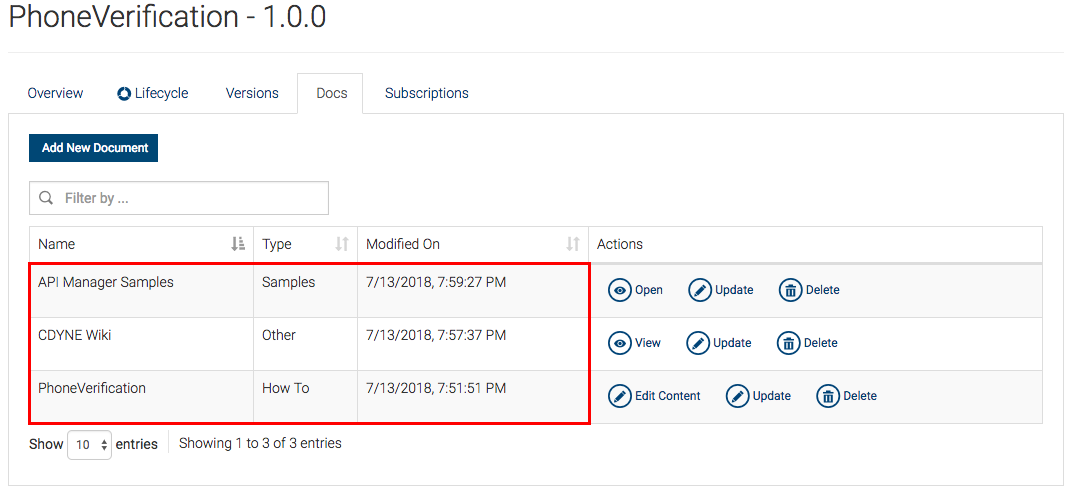 PhoneVerification - 1.0.0
Overview Lifecycle Versions Docs Subscriptions
Add New Document
Filter by ...
Name Type Modified On Actions
API Manager Samples Samples 7/13/2018, 7:59:27 PM Open Update Delete
CDYNE Wiki Other 7/13/2018, 7:57:37 PM View Update Delete
PhoneVerification How To 7/13/2018, 7:51:51 PM Edit Content Update Delete
Show 10 entries Showing 1 to 3 of 3 entries